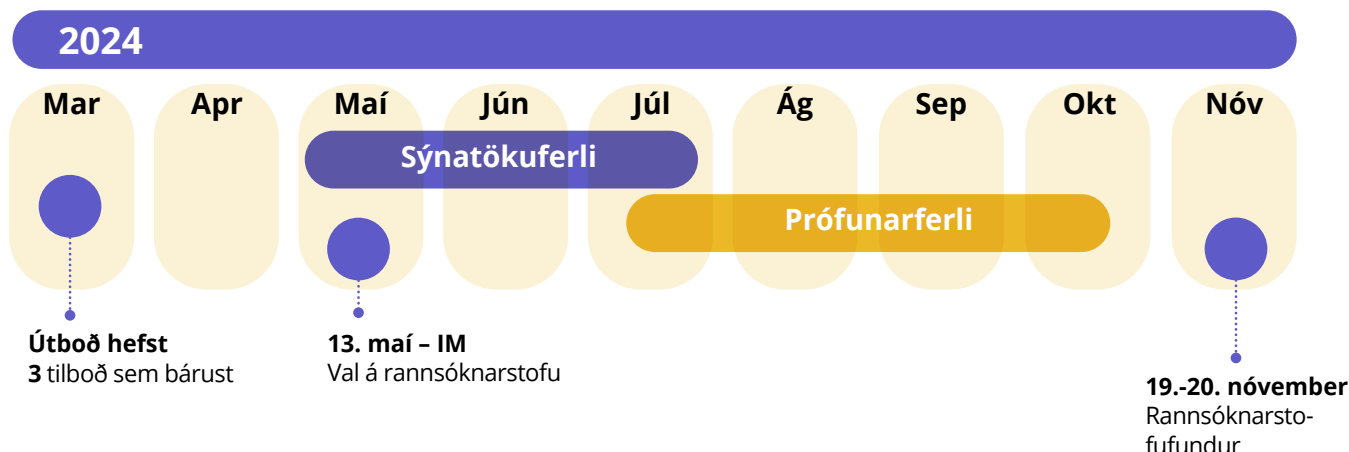 2024
Mar Apr Maí Jún Júl Ág Sep Okt Nóv
Sýnatökuferli
Prófunarferli
Útboð hefst
3 tilboð sem bárust
13. maí – IM
Val á rannsóknarstofu
19.-20. nóvember
Rannsóknarsto-
fufundur